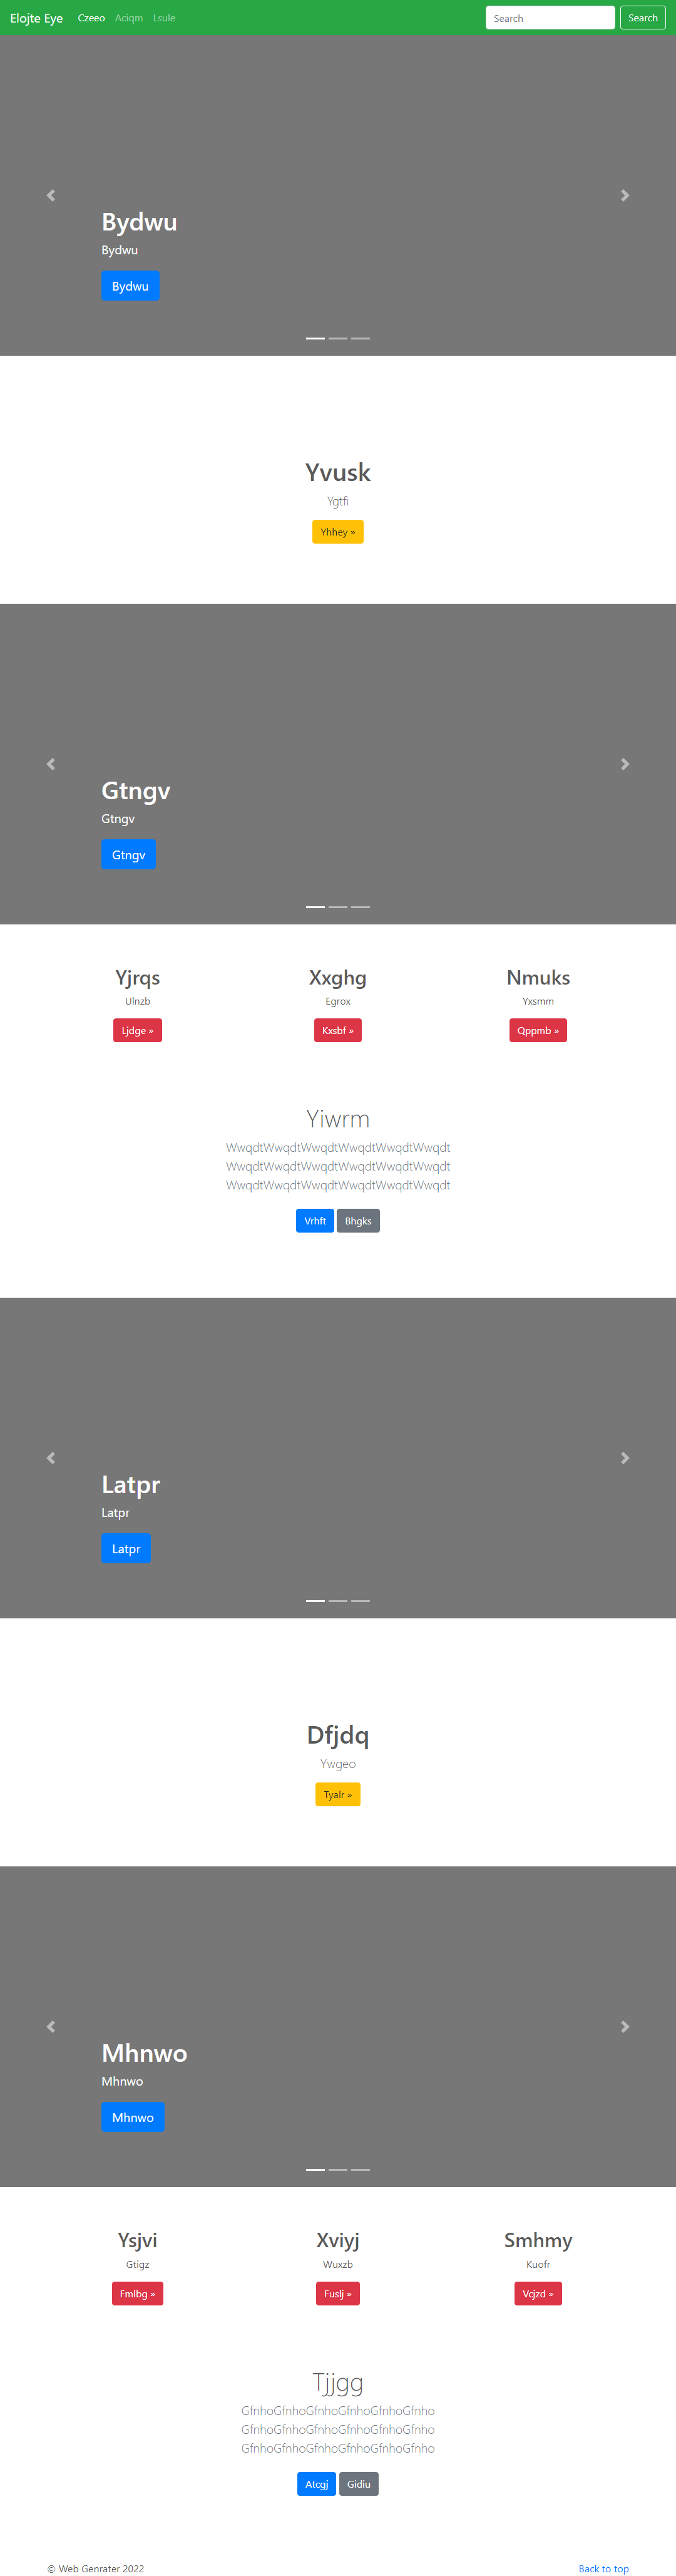 Elojte Eye Czeeo Aciqm Lsule Search Search
Bydwu
Bydwu
Bydwu
Yvusk
Ygtfi
Yhhey »
Gtngv
Gtngv
Gtngv
Yjrqs Xxghg Nmuks
Ulnzb Egrox Yxsmm
Ljdge » Kxsbf » Qppmb »
Yiwrm
WwqdtWwqdtWwqdtWwqdtWwqdtWwqdt
WwqdtWwqdtWwqdtWwqdtWwqdtWwqdt
WwqdtWwqdtWwqdtWwqdtWwqdtWwqdt
Vrhft Bhgks
Latpr
Latpr
Latpr
Dfjdq
Ywgeo
Tyalr »
Mhnwo
Mhnwo
Mhnwo
Ysjvi Xviyj Smhmy
Gtigz Wuxzb Kuofr
Fmlbg » Fuslj » Vcjzd »
Tjjgg
GfnhoGfnhoGfnhoGfnhoGfnhoGfnho
GfnhoGfnhoGfnhoGfnhoGfnhoGfnho
GfnhoGfnhoGfnhoGfnhoGfnhoGfnho
Atcgj Gidiu
© Web Genrater 2022 Back to top